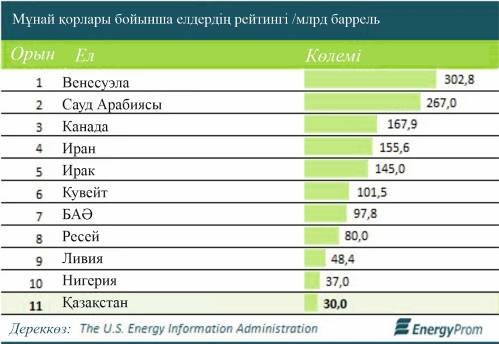 Мұнай қорлары бойынша елдердің рейтингі /млрд баррель
Орын Ел Көлемі
1 Венесуэла 302,8
2 Сауд Арабиясы 267,0
3 Канада 167,9
4 Иран 155,6
5 Ирак 145,0
6 Кувейт 101,5
7 БАӘ 97,8
8 Ресей 80,0
9 Ливия 48,4
10 Нигерия 37,0
11 Қазақстан 30,0
Дереккөз: The U.S. Energy Information Administration EnergyProm